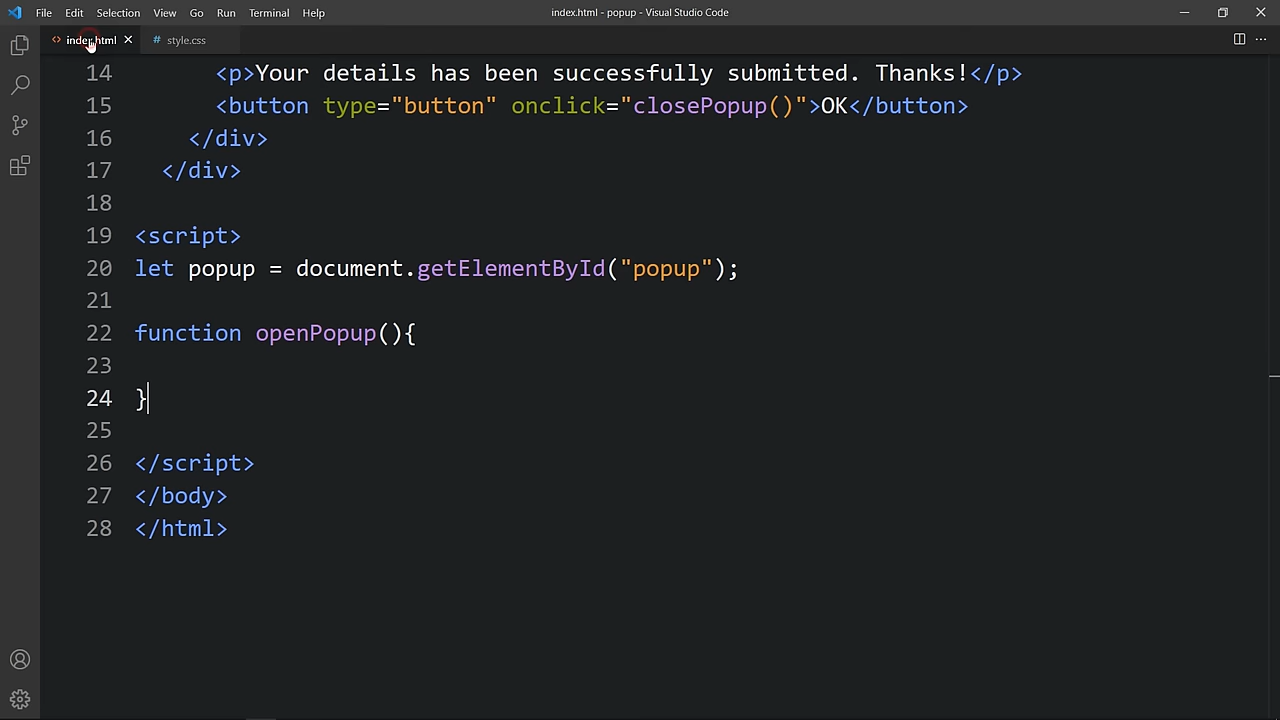 File Edit Selection View Go Run Terminal Help
index.html - popup - Visual Studio Code
index.html
# style.css
14 <p>Your details has been successfully submitted. Thanks!</p>
15 <button type="button" onclick="closePopup()">OK</button>
16 </div>
17 </div>
18
19 <script>
20 let popup = document.getElementById("popup");
21
22 function openPopup(){
23
24 }
25
26 </script>
27 </body>
28 </html>